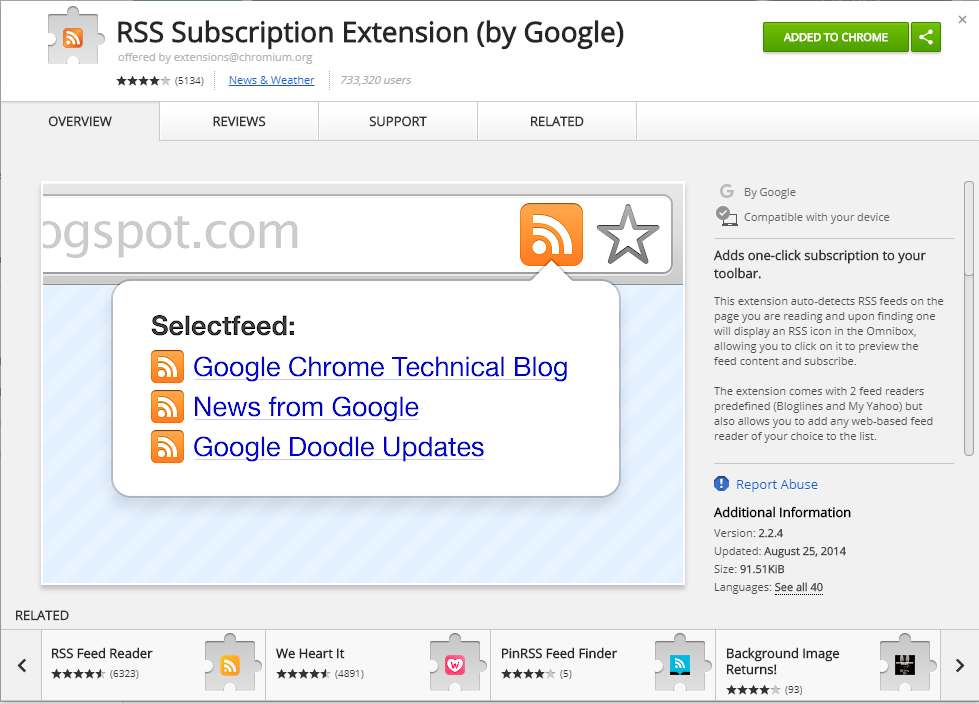 RSS Subscription Extension (by Google)
offered by extensions@chromium.org
(5134) News & Weather 733,320 users
ADDED TO CHROME
OVERVIEW REVIEWS SUPPORT RELATED
ogspot.com
Selectfeed:
Google Chrome Technical Blog
News from Google
Google Doodle Updates
G By Google
Compatible with your device
Adds one-click subscription to your
toolbar.
This extension auto-detects RSS feeds on the
page you are reading and upon finding one
will display an RSS icon in the Omnibox,
allowing you to click on it to preview the
feed content and subscribe.
The extension comes with 2 feed readers
predefined (Bloglines and My Yahoo) but
also allows you to add any web-based feed
reader of your choice to the list.
Report Abuse
Additional Information
Version: 2.2.4
Updated: August 25, 2014
Size: 91.51KiB
Languages: See all 40
RELATED
RSS Feed Reader
(6323)
We Heart It
(4891)
PinRSS Feed Finder
(5)
Background Image
Returns!
(93)